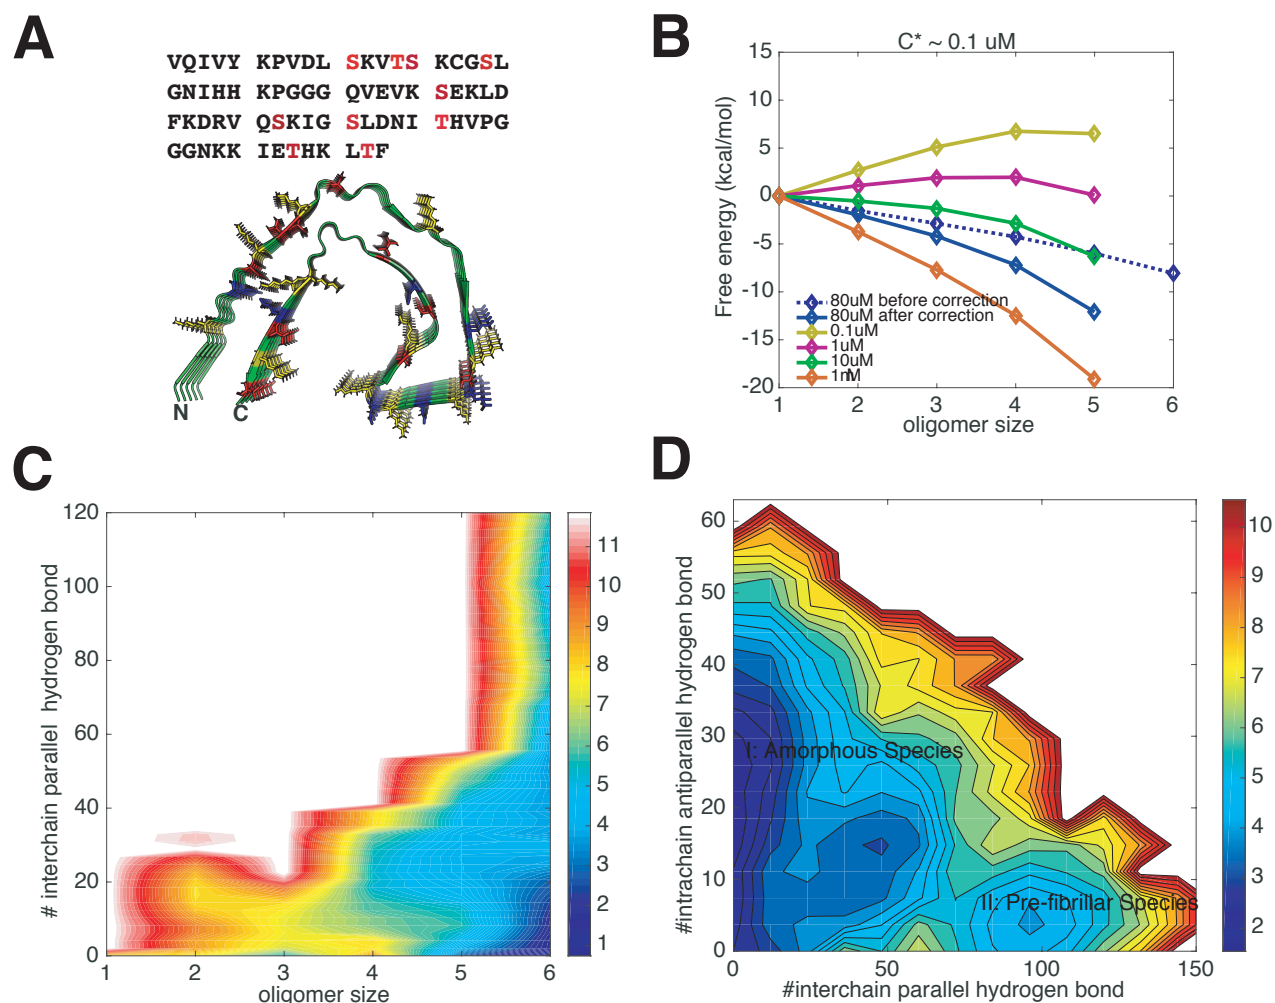 A
VQIVY KPVDL SKVTS KCGSL
GNIHH KPGGG QVEVK SEKLD
FKDRV QSKIG SLDNI THVPG
GGNKK IETHK LTF
N
C
B
C* ~ 0.1 uM
Free energy (kcal/mol)
15
10
5
0
-5
-10
-15
-20
80uM before correction
80uM after correction
0.1uM
1uM
10uM
1mM
1 2 3 4 5 6
oligomer size
C
# interchain parallel hydrogen bond
120
100
80
60
40
20
0
1 2 3 4 5 6
oligomer size
11
10
9
8
7
6
5
4
3
2
1
D
#intrachain antiparallel hydrogen bond
60
50
40
30
20
10
0
I: Amorphous Species
II: Pre-fibrillar Species
0 50 100 150
#interchain parallel hydrogen bond
10
9
8
7
6
5
4
3
2